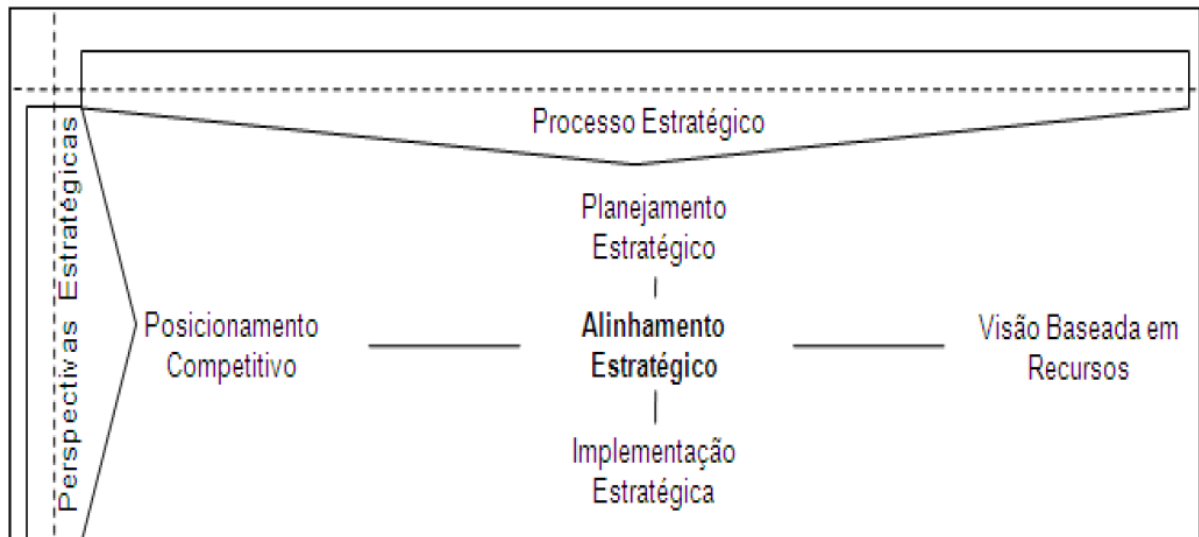 Processo Estratégico
Perspectivas Estratégicas
Planejamento
Estratégico
Posicionamento
Competitivo
Alinhamento
Estratégico
Visão Baseada em
Recursos
Implementação
Estratégica